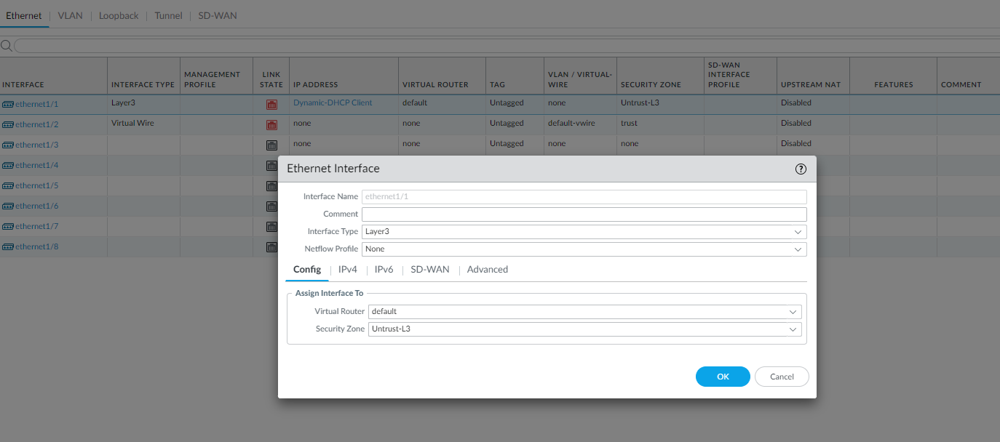 Ethernet VLAN Loopback Tunnel SD-WAN
INTERFACE INTERFACE TYPE MANAGEMENT PROFILE LINK STATE IP ADDRESS VIRTUAL ROUTER TAG VLAN / VIRTUAL-WIRE SECURITY ZONE SD-WAN INTERFACE PROFILE UPSTREAM NAT FEATURES COMMENT
ethernet1/1 Layer3 Dynamic-DHCP Client default Untagged none Untrust-L3 Disabled
ethernet1/2 Virtual Wire none none Untagged default-vwire trust Disabled
ethernet1/3 none none Untagged none none Disabled
ethernet1/4
ethernet1/5
ethernet1/6
ethernet1/7
ethernet1/8
Ethernet Interface ?
Interface Name ethernet1/1
Comment
Interface Type Layer3
Netflow Profile None
Config IPv4 IPv6 SD-WAN Advanced
Assign Interface To
Virtual Router default
Security Zone Untrust-L3
OK Cancel